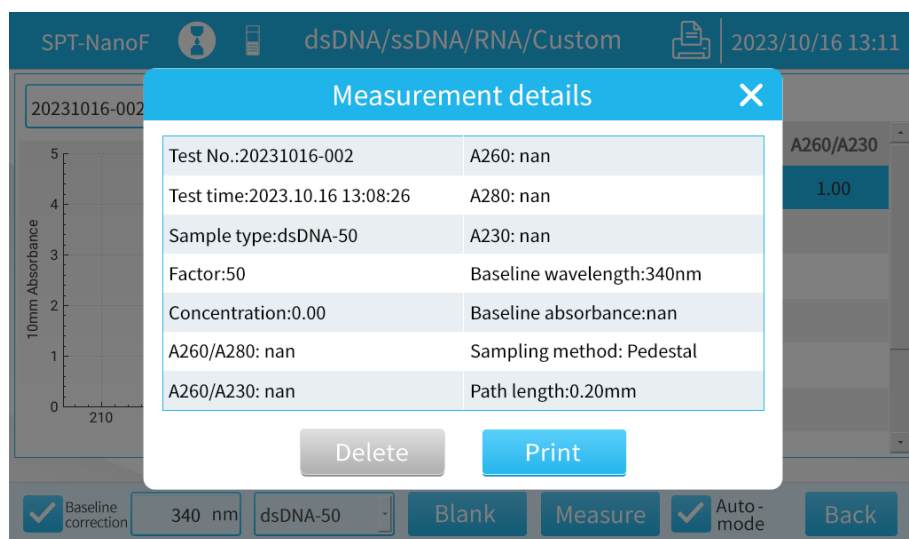 SPT-NanoF dsDNA/ssDNA/RNA/Custom 2023/10/16 13:11
Measurement details
20231016-002
A260/A230
1.00
Test No.:20231016-002 A260: nan
Test time:2023.10.16 13:08:26 A280: nan
Sample type:dsDNA-50 A230: nan
Factor:50 Baseline wavelength:340nm
Concentration:0.00 Baseline absorbance:nan
A260/A280: nan Sampling method: Pedestal
A260/A230: nan Path length:0.20mm
10mm Absorbance
5
4
3
2
1
0
210
Delete Print
Baseline correction 340 nm dsDNA-50 Blank Measure Auto-mode Back